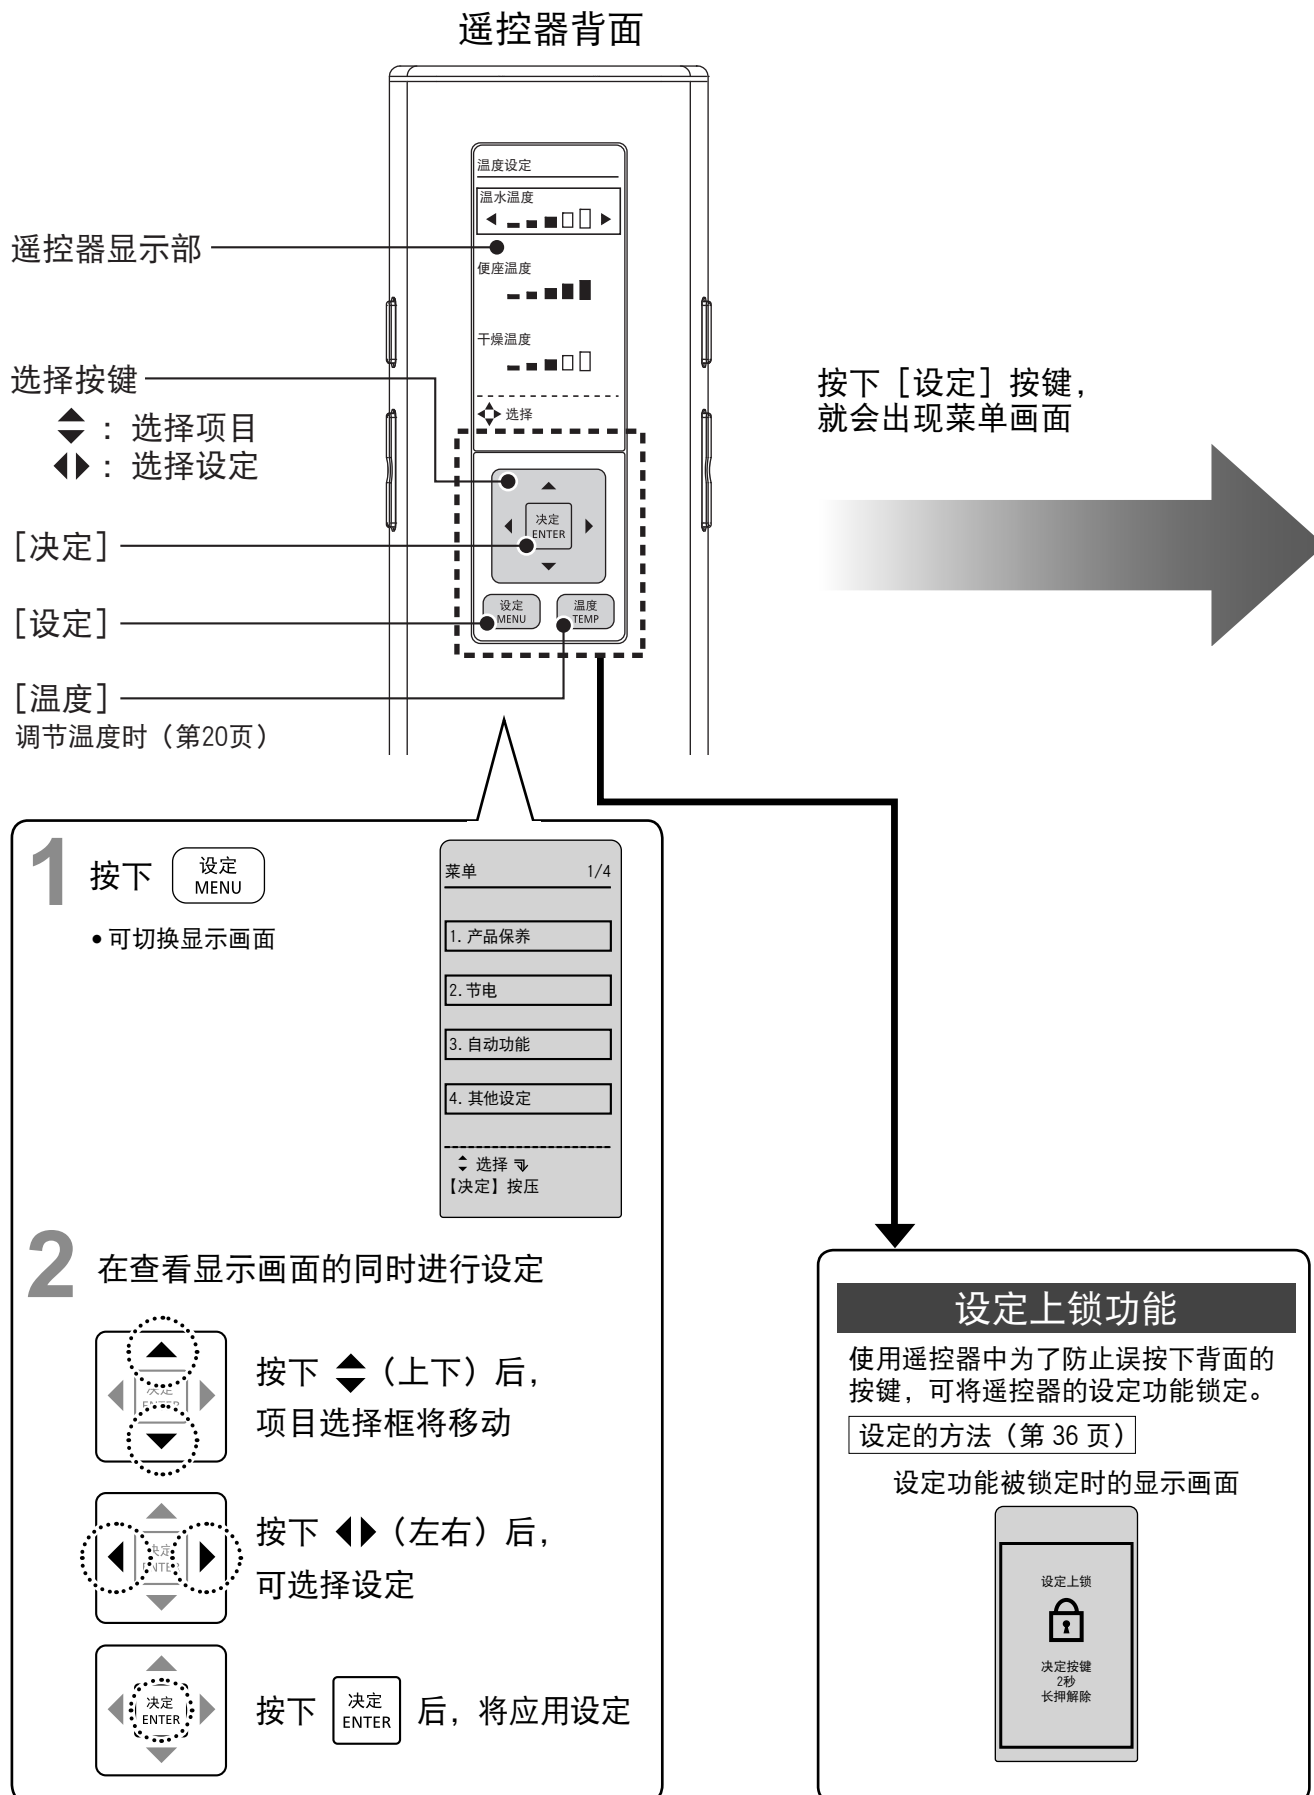 遥控器背面
温度设定
温水温度
便座温度
干燥温度
选择
决定
ENTER
设定
MENU
温度
TEMP
遥控器显示部
选择按键
：选择项目
：选择设定
[决定]
[设定]
[温度]
调节温度时（第20页）
按下［设定］按键，
就会出现菜单画面
1 按下 设定
MENU
• 可切换显示画面
菜单 1/4
1. 产品保养
2. 节电
3. 自动功能
4. 其他设定
选择
【决定】按压
2 在查看显示画面的同时进行设定
按下 （上下）后，
项目选择框将移动
按下 （左右）后，
可选择设定
决定
ENTER
按下 决定
ENTER 后，将应用设定
设定上锁功能
使用遥控器中为了防止误按下背面的
按键，可将遥控器的设定功能锁定。
设定的方法（第 36 页）
设定功能被锁定时的显示画面
设定上锁
决定按键
2秒
长押解除